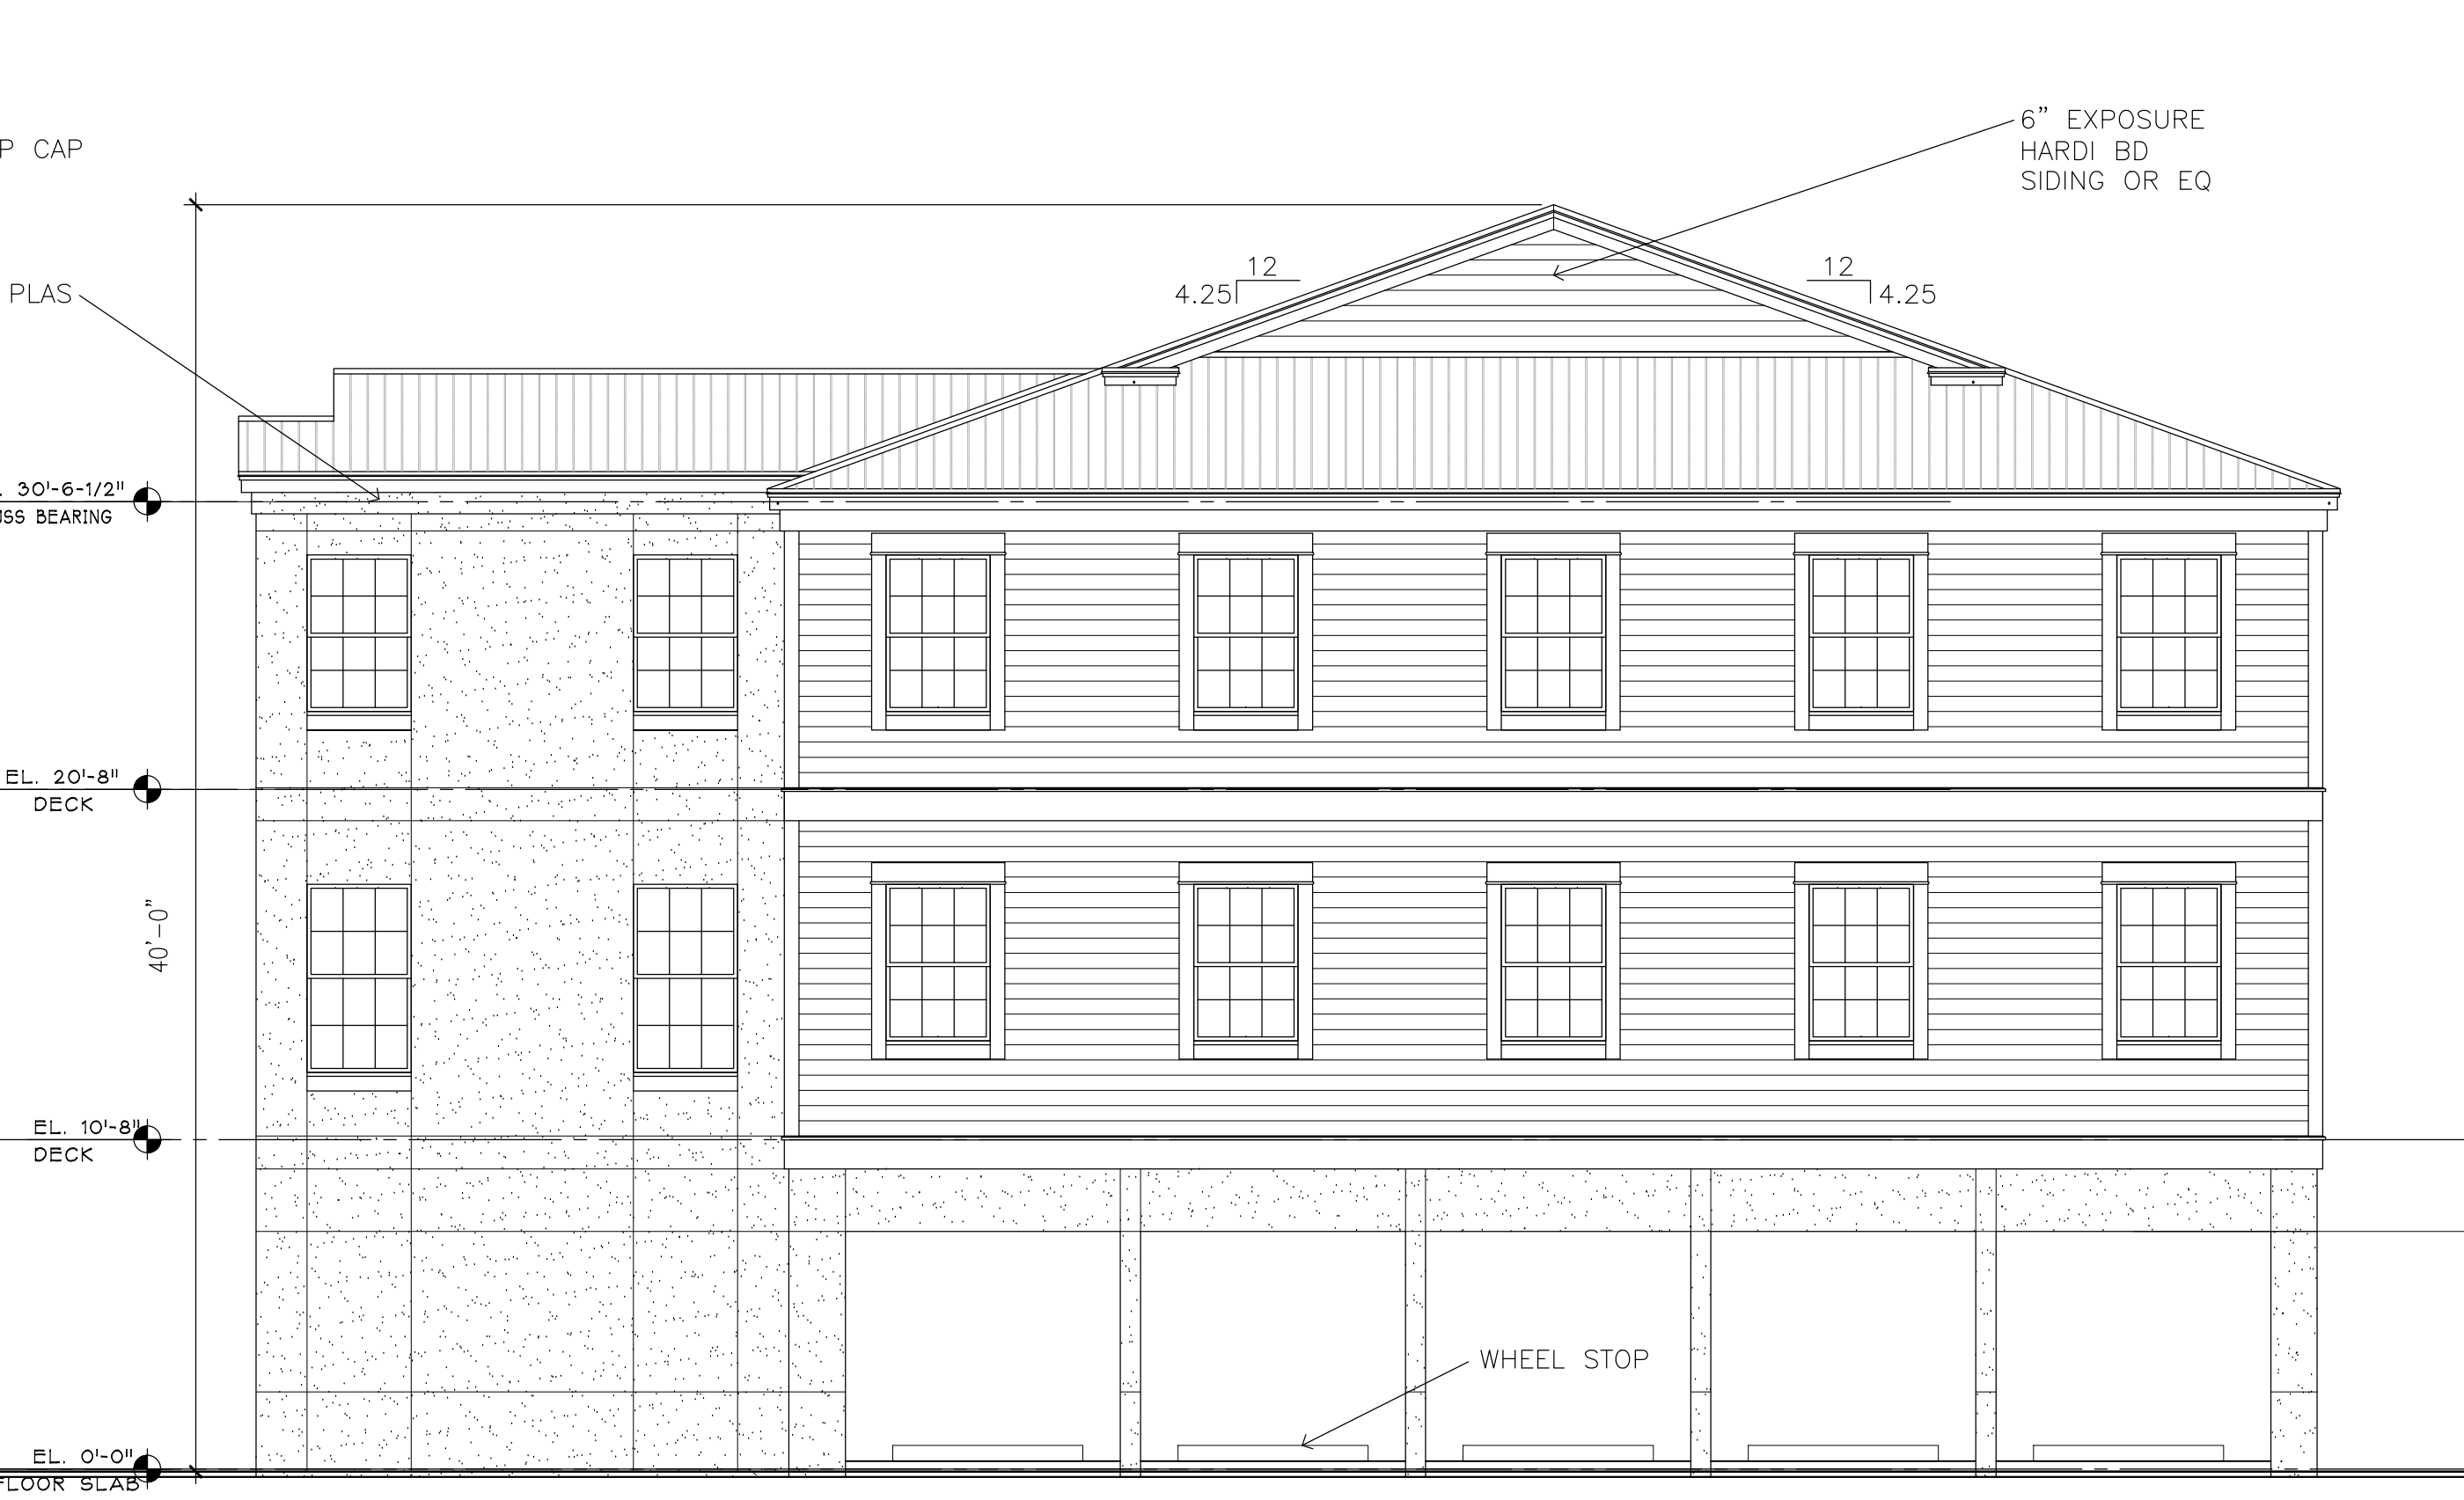 6" EXPOSURE
HARDI BD
SIDING OR EQ
P CAP
12
4.25
12
4.25
PLAS
. 30'-6-1/2"
SS BEARING
EL. 20'-8"
DECK
40'-0"
EL. 10'-8"
DECK
WHEEL STOP
EL. 0'-0"
FLOOR SLAB